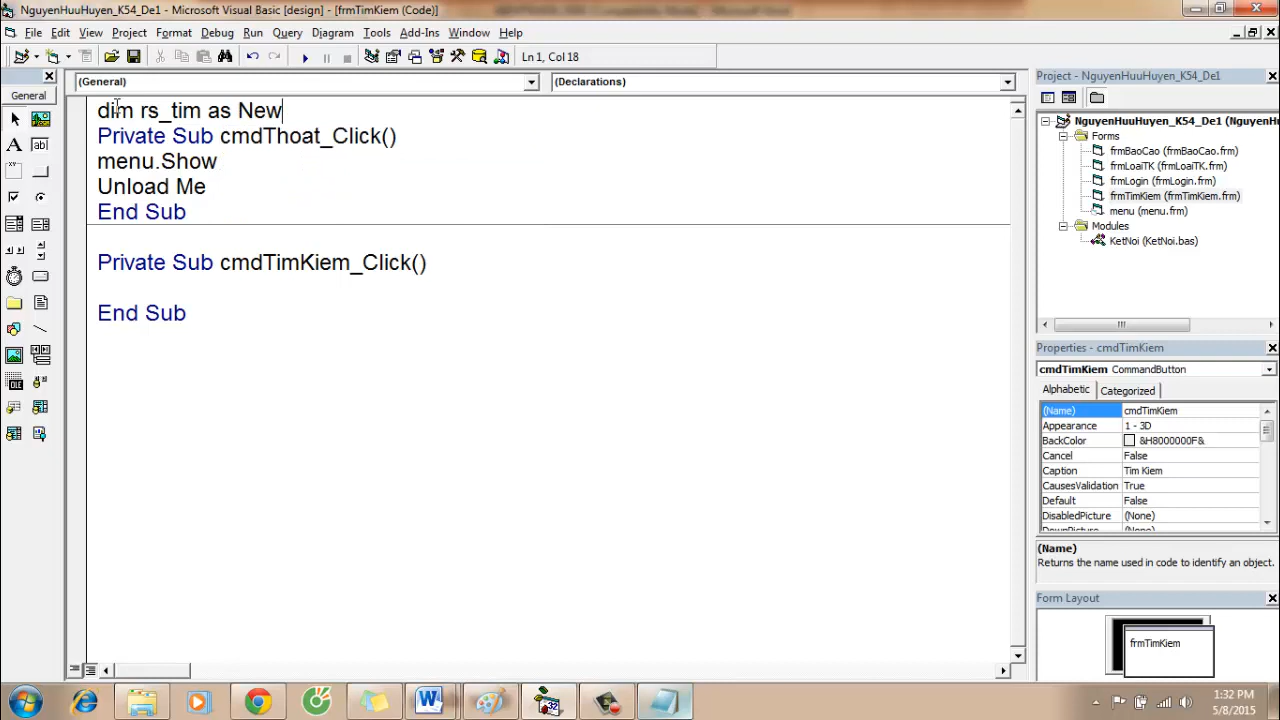 NguyenHuuHuyen_K54_De1 - Microsoft Visual Basic [design] - [frmTimKiem (Code)]
File Edit View Project Format Debug Run Query Diagram Tools Add-Ins Window Help
Ln 1, Col 18
General
(General) (Declarations)
dim rs_tim as New
Private Sub cmdThoat_Click()
menu.Show
Unload Me
End Sub
Private Sub cmdTimKiem_Click()
End Sub
Project - NguyenHuuHuyen_K54_De1
NguyenHuuHuyen_K54_De1 (NguyenHu
Forms
frmBaoCao (frmBaoCao.frm)
frmLoaiTK (frmLoaiTK.frm)
frmLogin (frmLogin.frm)
frmTimKiem (frmTimKiem.frm)
menu (menu.frm)
Modules
KetNoi (KetNoi.bas)
Properties - cmdTimKiem
cmdTimKiem CommandButton
Alphabetic Categorized
(Name) cmdTimKiem
Appearance 1 - 3D
BackColor &H8000000F&
Cancel False
Caption Tim Kiem
CausesValidation True
Default False
DisabledPicture (None)
DownPicture (None)
(Name)
Returns the name used in code to identify an object.
Form Layout
frmTimKiem
1:32 PM
5/8/2015